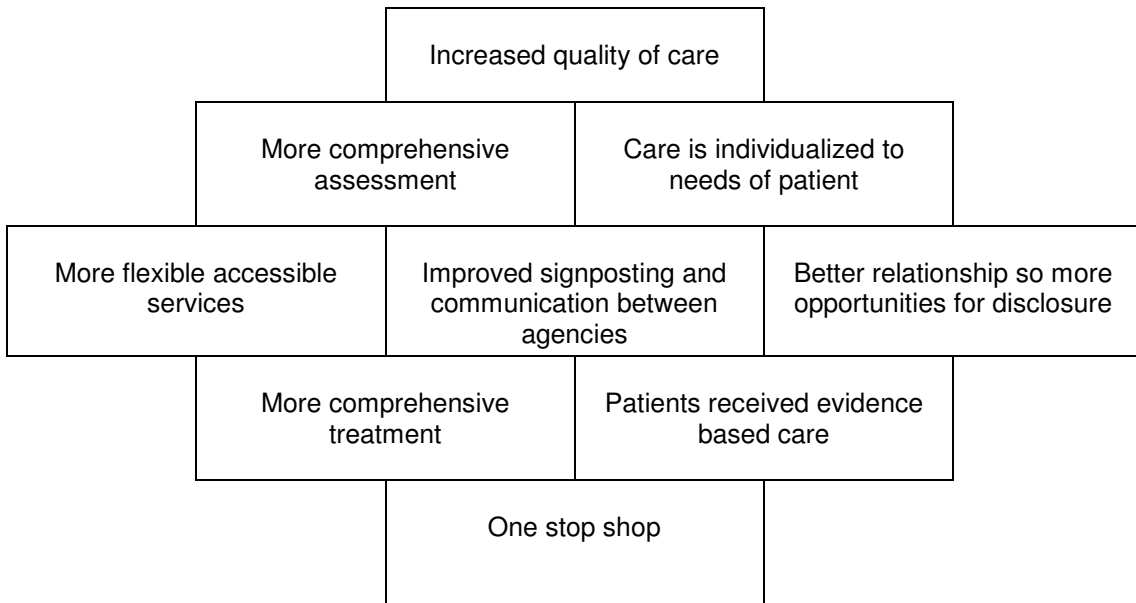 Increased quality of care
More comprehensive
assessment
Care is individualized to
needs of patient
More flexible accessible
services
Improved signposting and
communication between
agencies
Better relationship so more
opportunities for disclosure
More comprehensive
treatment
Patients received evidence
based care
One stop shop